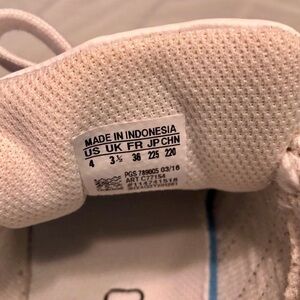 MADE IN INDONESIA
US UK FR JP CHN
4 3½ 36 225 220
PGS 789005 03/16
ART C77154